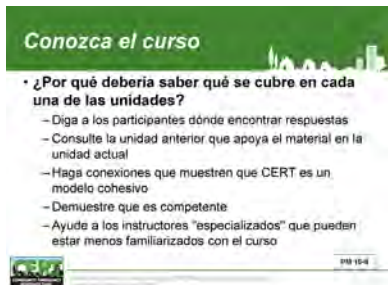 Conozca el curso
• ¿Por qué debería saber qué se cubre en cada
una de las unidades?
– Diga a los participantes dónde encontrar respuestas
– Consulte la unidad anterior que apoya el material en la
unidad actual
– Haga conexiones que muestren que CERT es un
modelo cohesivo
– Demuestre que es competente
– Ayude a los instructores "especializados" que pueden
estar menos familiarizados con el curso
CERT